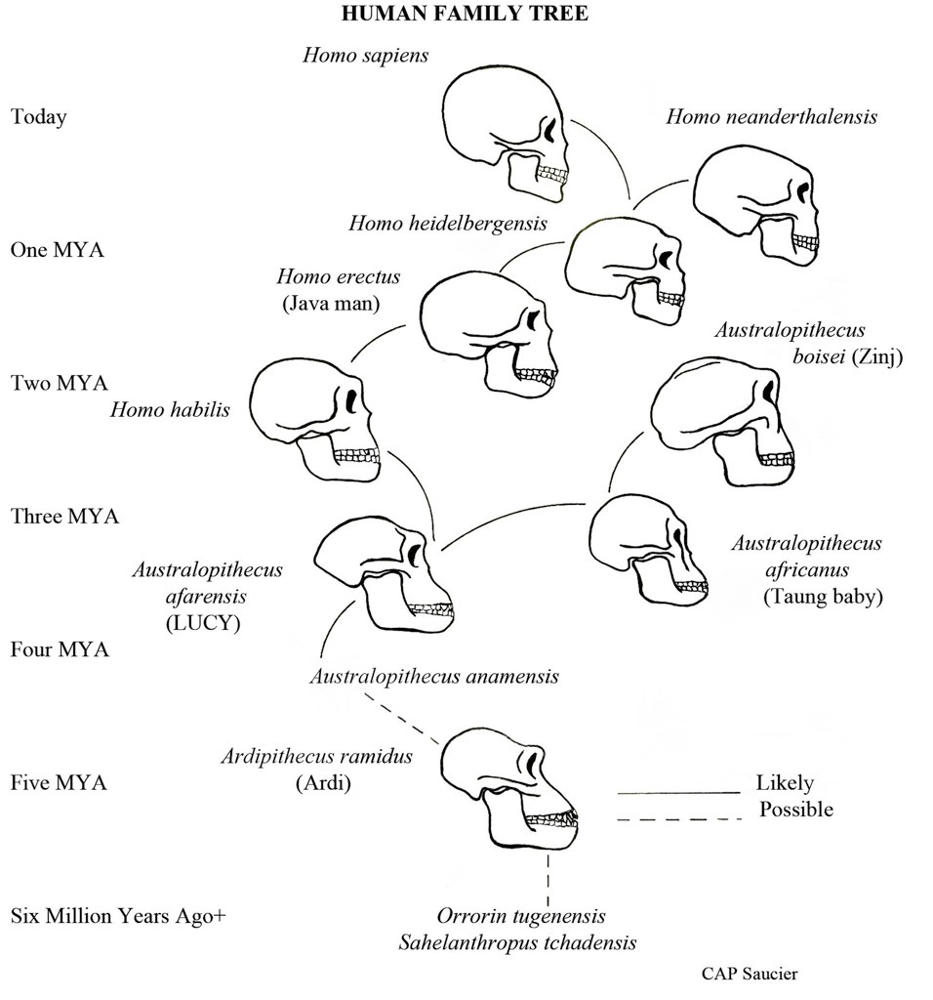 HUMAN FAMILY TREE
Homo sapiens
Today
Homo neanderthalensis
Homo heidelbergensis
One MYA
Homo erectus
(Java man)
Australopithecus
boisei (Zinj)
Two MYA
Homo habilis
Three MYA
Australopithecus
africanus
(Taung baby)
Australopithecus
afarensis
(LUCY)
Four MYA
Australopithecus anamensis
Ardipithecus ramidus
(Ardi)
Five MYA
Likely
Possible
Six Million Years Ago+
Orrorin tugenensis
Sahelanthropus tchadensis
CAP Saucier